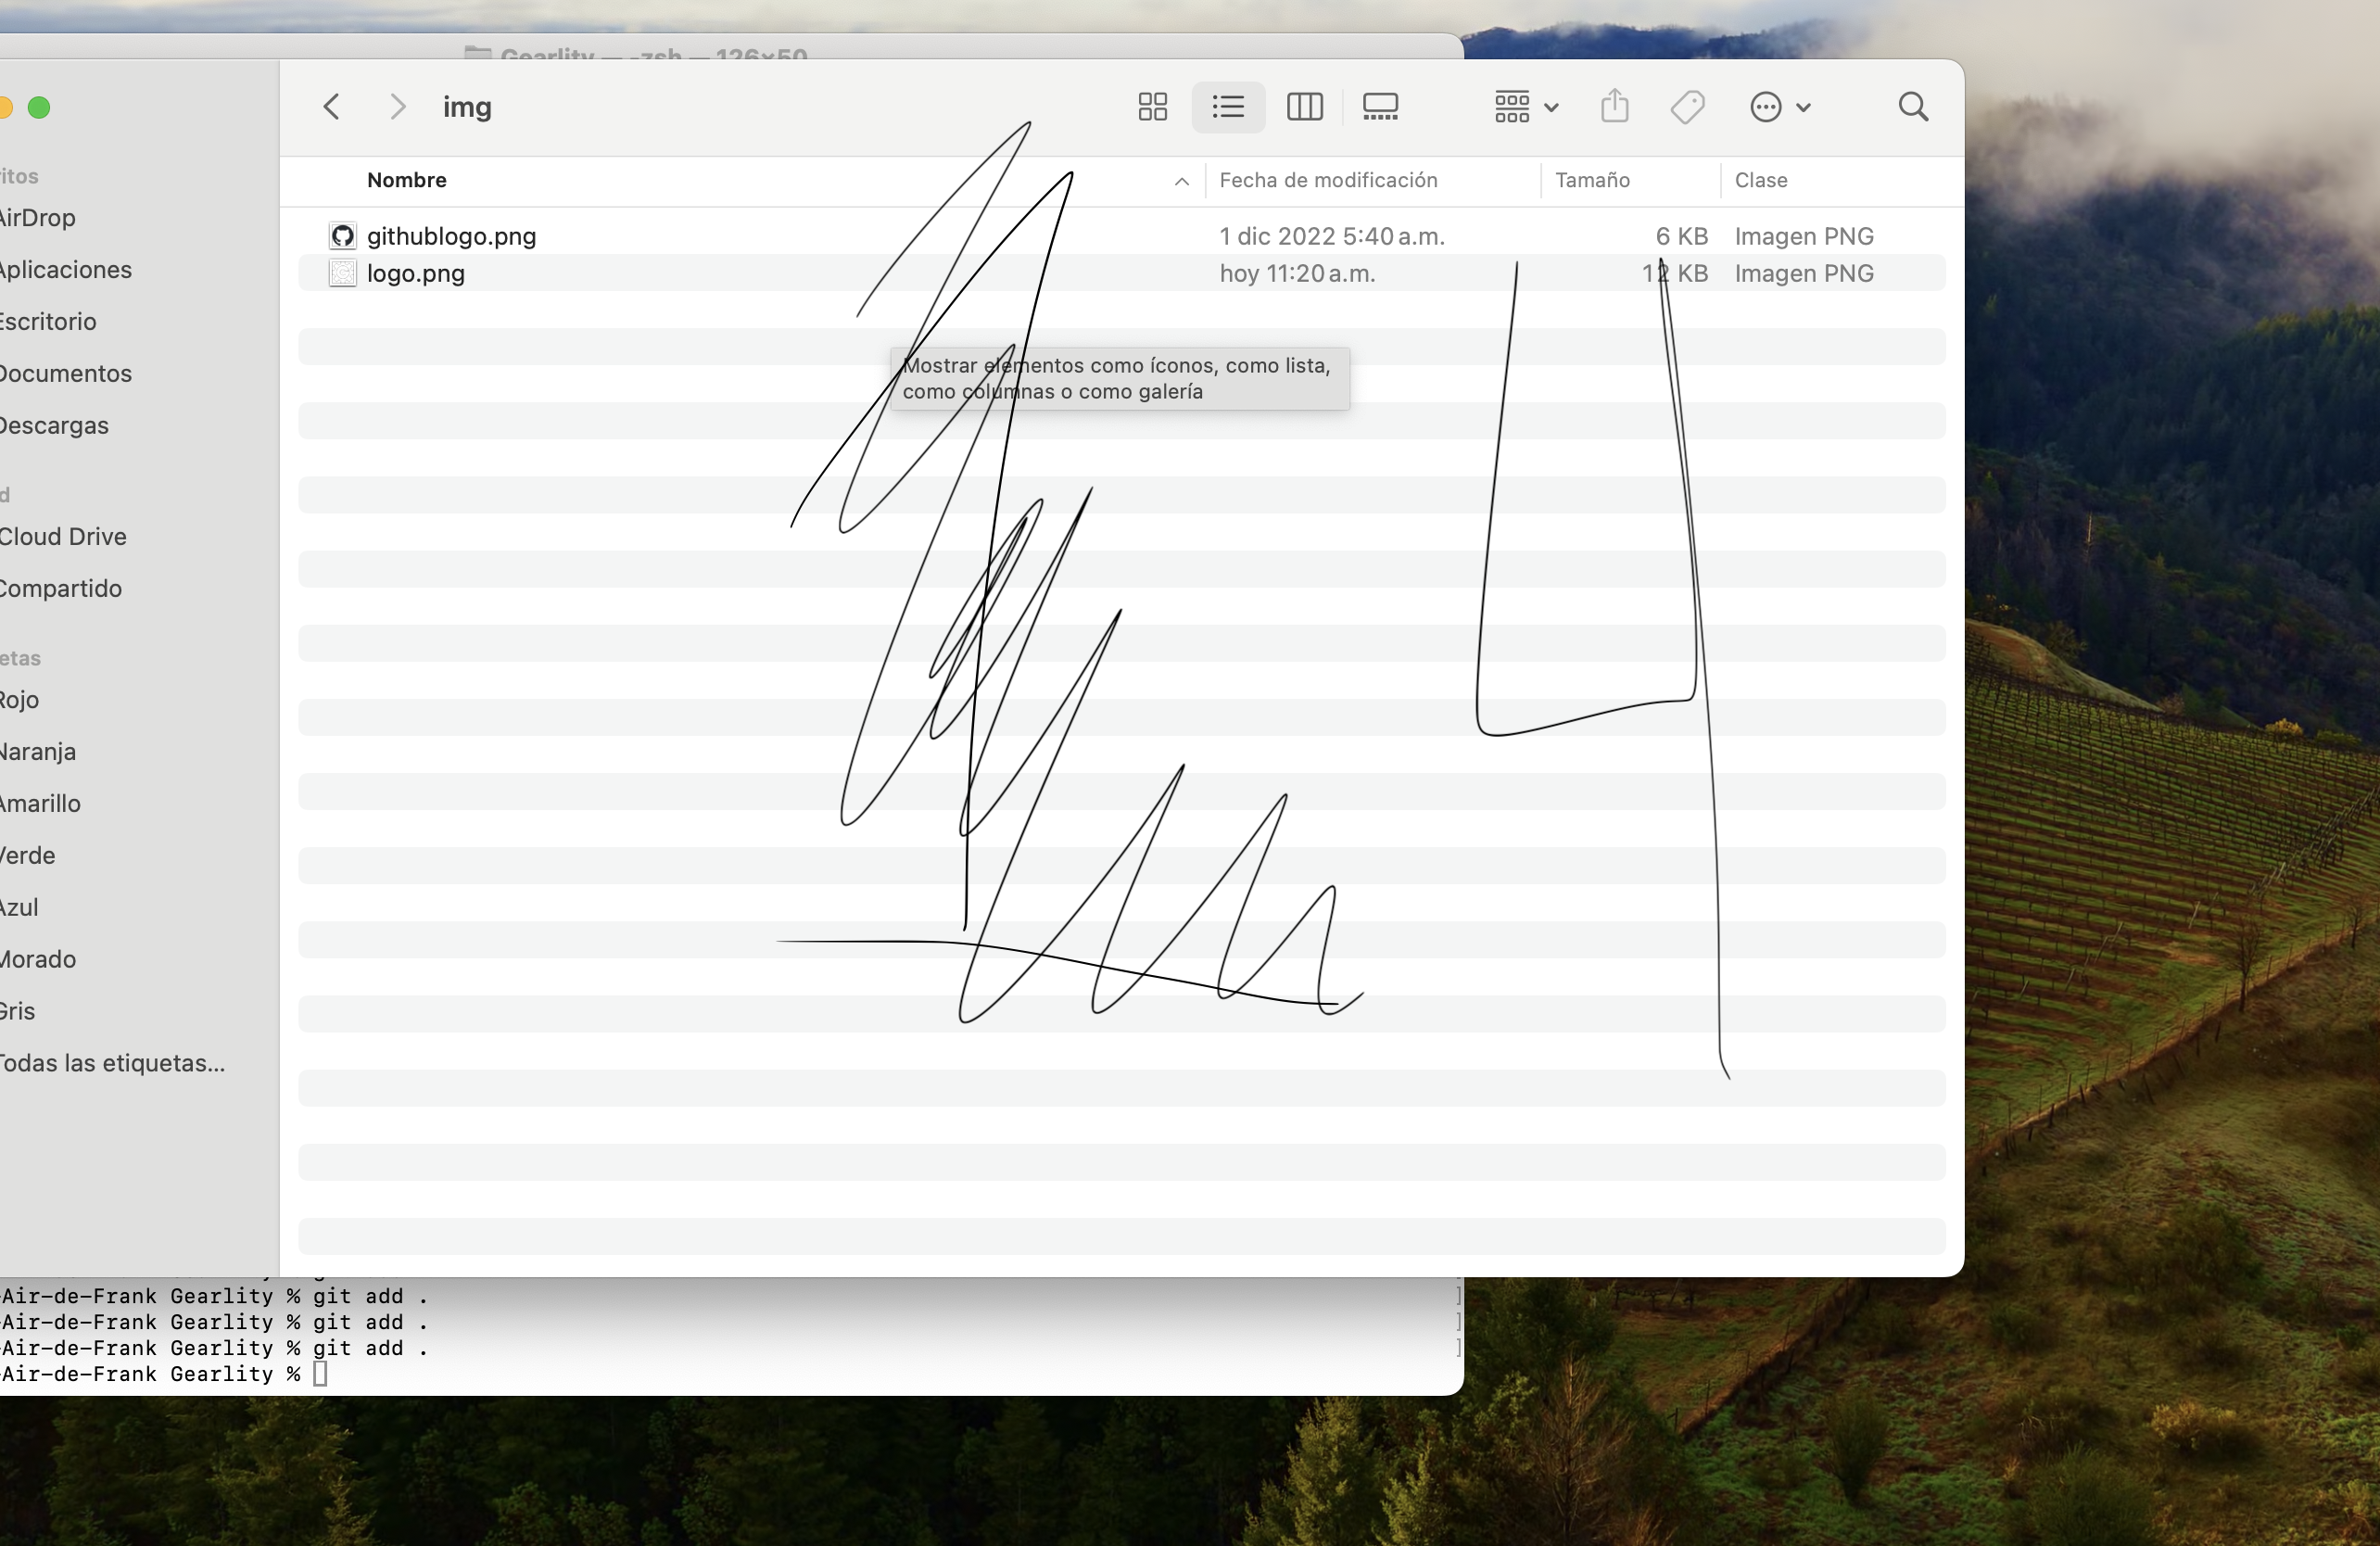 Gearlity — -zsh — 126×50
img
Nombre Fecha de modificación Tamaño Clase
githublogo.png 1 dic 2022 5:40 a.m. 6 KB Imagen PNG
logo.png hoy 11:20 a.m. 12 KB Imagen PNG
Mostrar elementos como íconos, como lista,
como columnas o como galería
itos
AirDrop
Aplicaciones
Escritorio
Documentos
Descargas
d
Cloud Drive
Compartido
etas
Rojo
Naranja
Amarillo
Verde
Azul
Morado
Gris
Todas las etiquetas...
-Air-de-Frank Gearlity % git add .
-Air-de-Frank Gearlity % git add .
-Air-de-Frank Gearlity % git add .
-Air-de-Frank Gearlity %
14